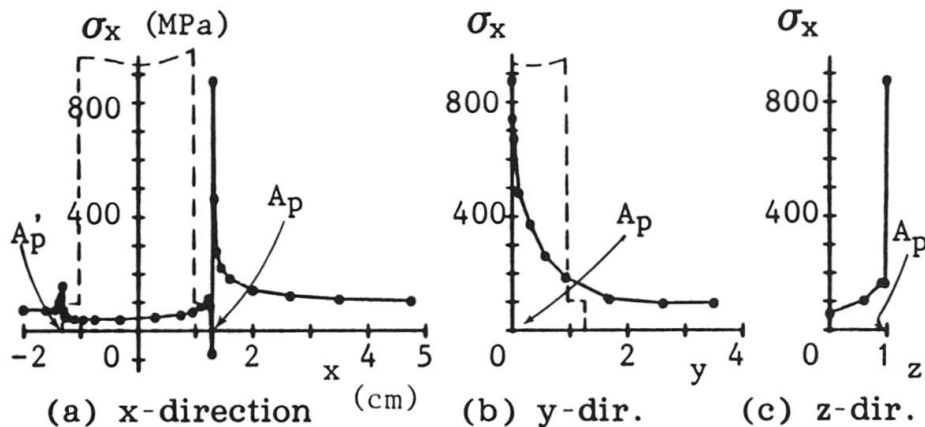 σx (MPa) σx σx
800 800 800
400 400 400
Ap' Ap Ap Ap
-2 0 2 x 4 5 0 2 y 4 0 1 z
(a) x-direction (cm) (b) y-dir. (c) z-dir.